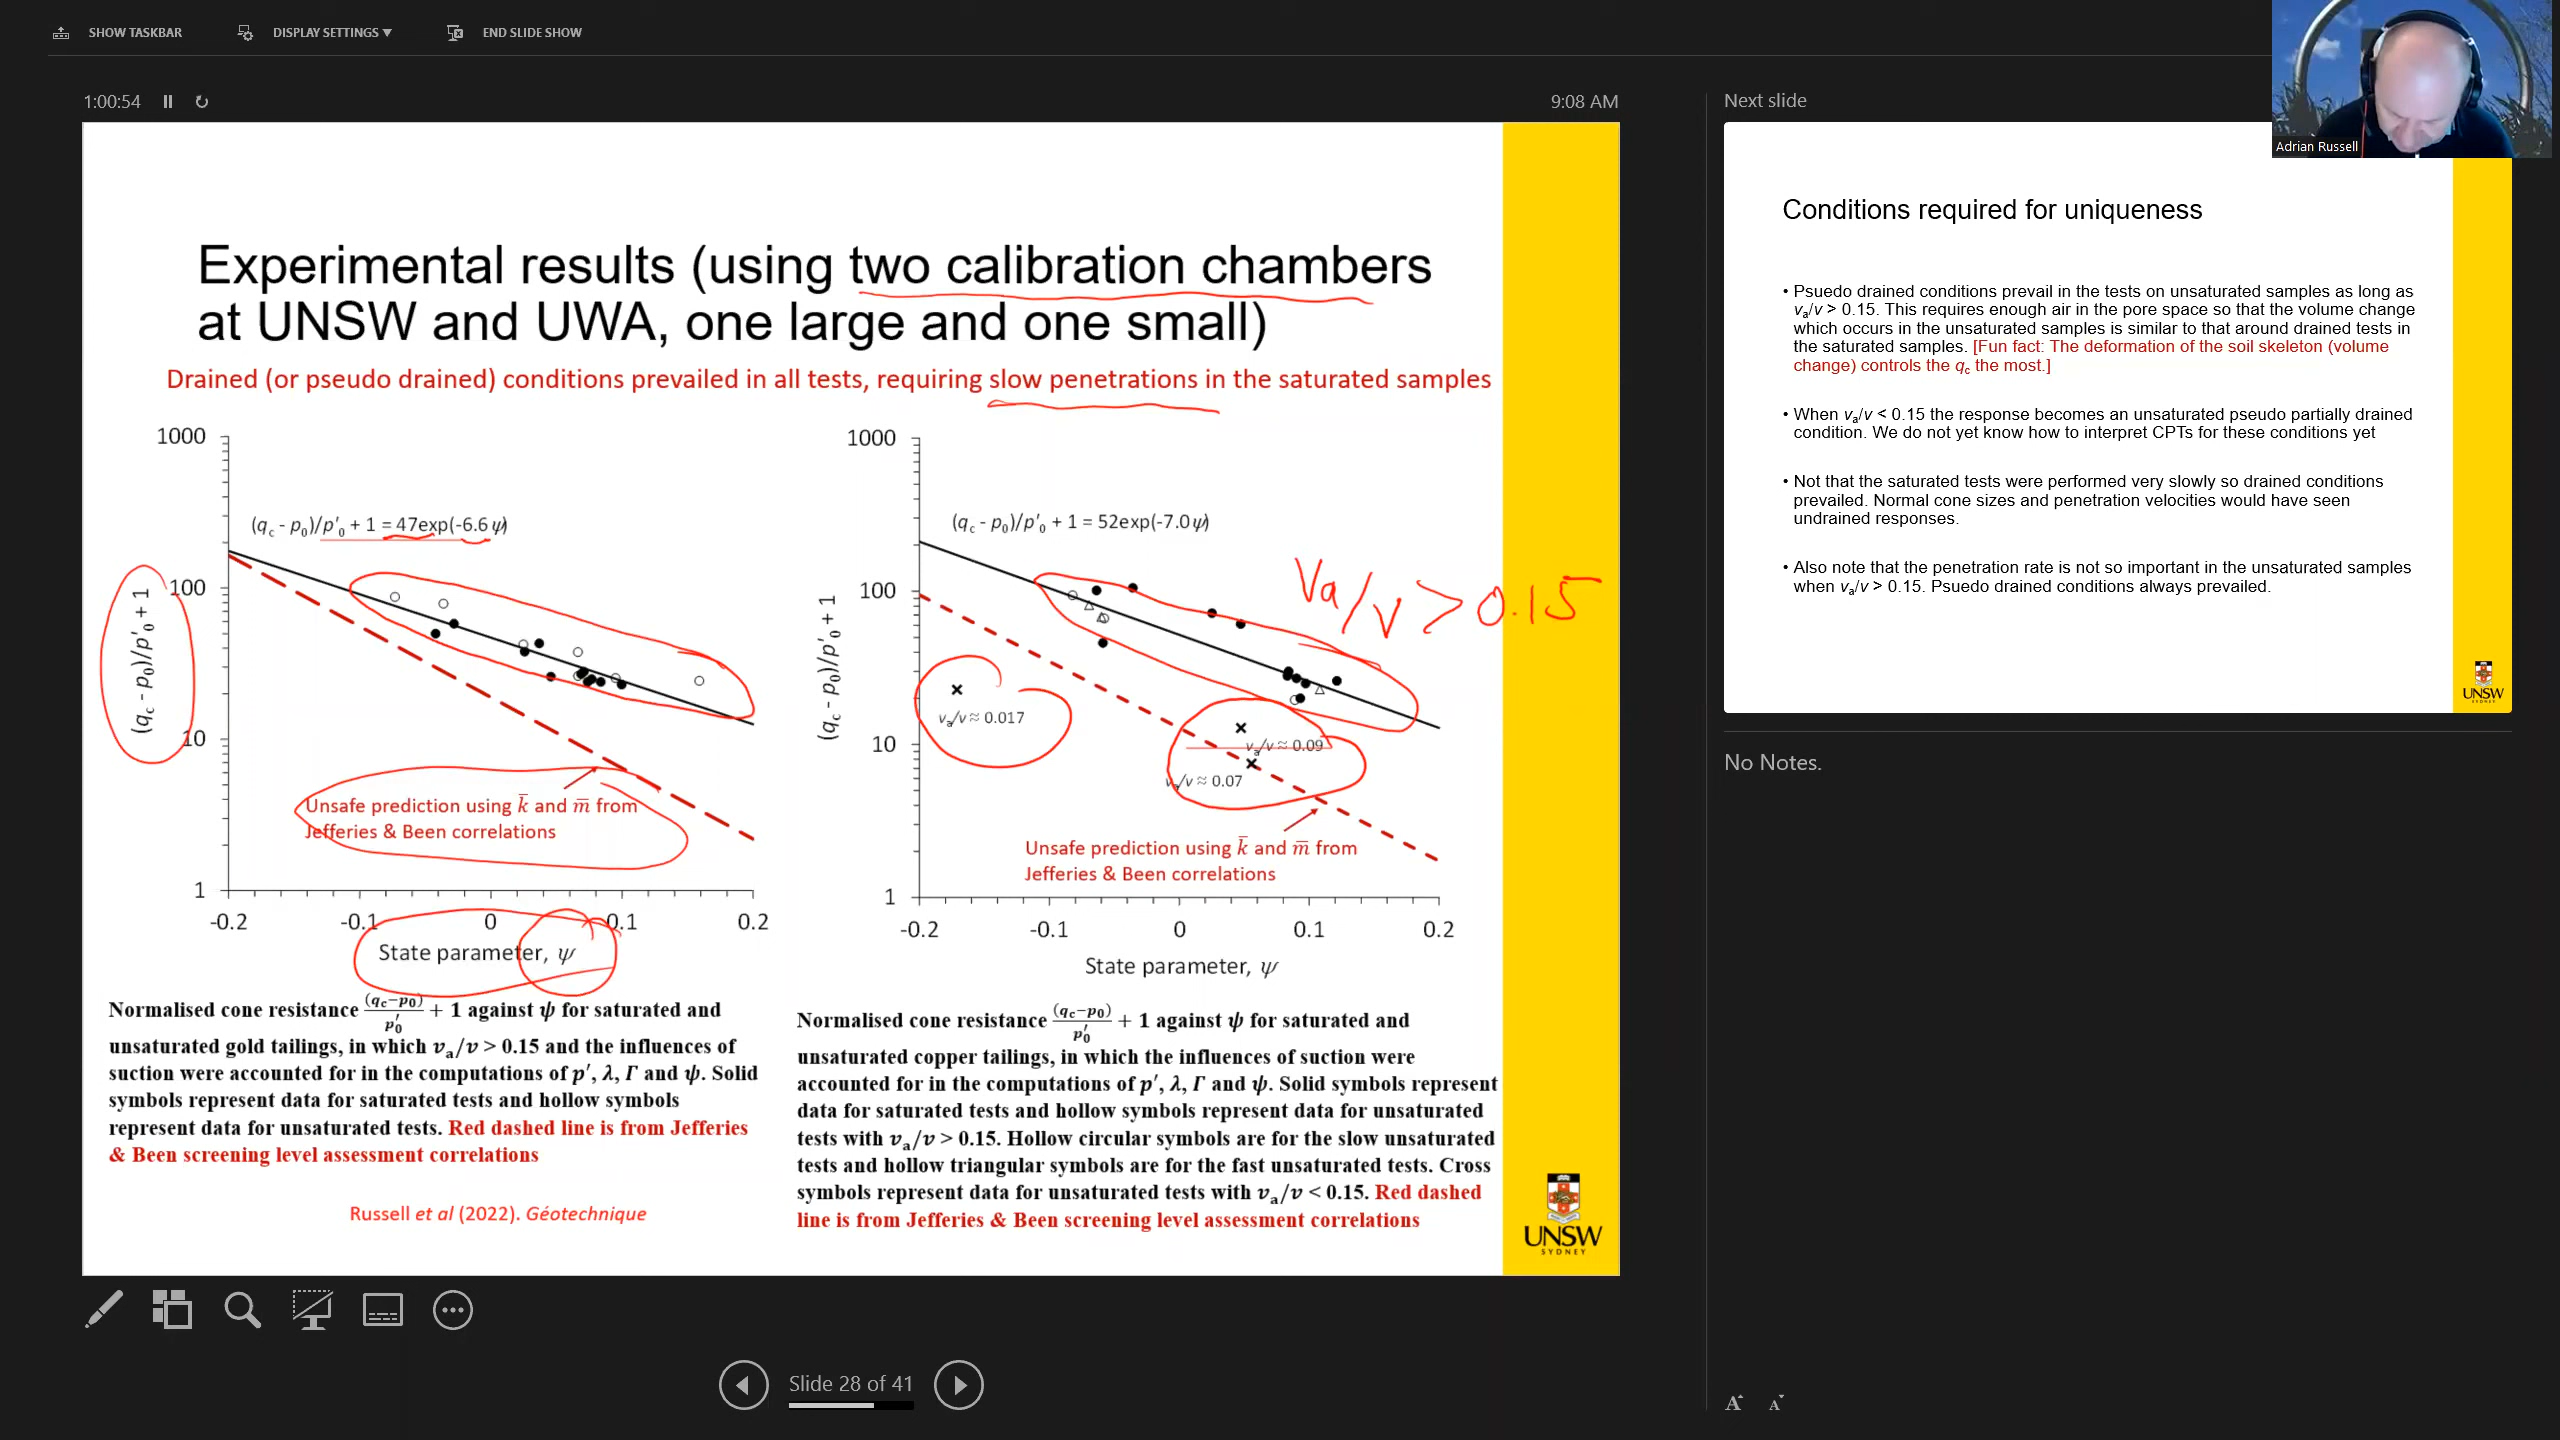 SHOW TASKBAR DISPLAY SETTINGS ▾ END SLIDE SHOW
1:00:54 9:08 AM
Experimental results (using two calibration chambers
at UNSW and UWA, one large and one small)
Drained (or pseudo drained) conditions prevailed in all tests, requiring slow penetrations in the saturated samples
1000
100
10
1
-0.2 -0.1 0 0.1 0.2
(qc - p0)/p'0 + 1
(qc - p0)/p'0 + 1 = 47exp(-6.6ψ)
Unsafe prediction using k̄ and m̄ from
Jefferies & Been correlations
State parameter, ψ
Normalised cone resistance (qc−p0)/p′0 + 1 against ψ for saturated and
unsaturated gold tailings, in which va/v > 0.15 and the influences of
suction were accounted for in the computations of p′, λ, Γ and ψ. Solid
symbols represent data for saturated tests and hollow symbols
represent data for unsaturated tests. Red dashed line is from Jefferies
& Been screening level assessment correlations
Russell et al (2022). Géotechnique
1000
100
10
1
-0.2 -0.1 0 0.1 0.2
(qc - p0)/p'0 + 1
(qc - p0)/p'0 + 1 = 52exp(-7.0ψ)
Va/v > 0.15
va/v ≈ 0.017
va/v ≈ 0.09
va/v ≈ 0.07
Unsafe prediction using k̄ and m̄ from
Jefferies & Been correlations
State parameter, ψ
Normalised cone resistance (qc−p0)/p′0 + 1 against ψ for saturated and
unsaturated copper tailings, in which the influences of suction were
accounted for in the computations of p′, λ, Γ and ψ. Solid symbols represent
data for saturated tests and hollow symbols represent data for unsaturated
tests with va/v > 0.15. Hollow circular symbols are for the slow unsaturated
tests and hollow triangular symbols are for the fast unsaturated tests. Cross
symbols represent data for unsaturated tests with va/v < 0.15. Red dashed
line is from Jefferies & Been screening level assessment correlations
UNSW
SYDNEY
Slide 28 of 41
Next slide
Adrian Russell
Conditions required for uniqueness
• Psuedo drained conditions prevail in the tests on unsaturated samples as long as
va/v > 0.15. This requires enough air in the pore space so that the volume change
which occurs in the unsaturated samples is similar to that around drained tests in
the saturated samples. [Fun fact: The deformation of the soil skeleton (volume
change) controls the qc the most.]
• When va/v < 0.15 the response becomes an unsaturated pseudo partially drained
condition. We do not yet know how to interpret CPTs for these conditions yet
• Not that the saturated tests were performed very slowly so drained conditions
prevailed. Normal cone sizes and penetration velocities would have seen
undrained responses.
• Also note that the penetration rate is not so important in the unsaturated samples
when va/v > 0.15. Psuedo drained conditions always prevailed.
UNSW
No Notes.
A A